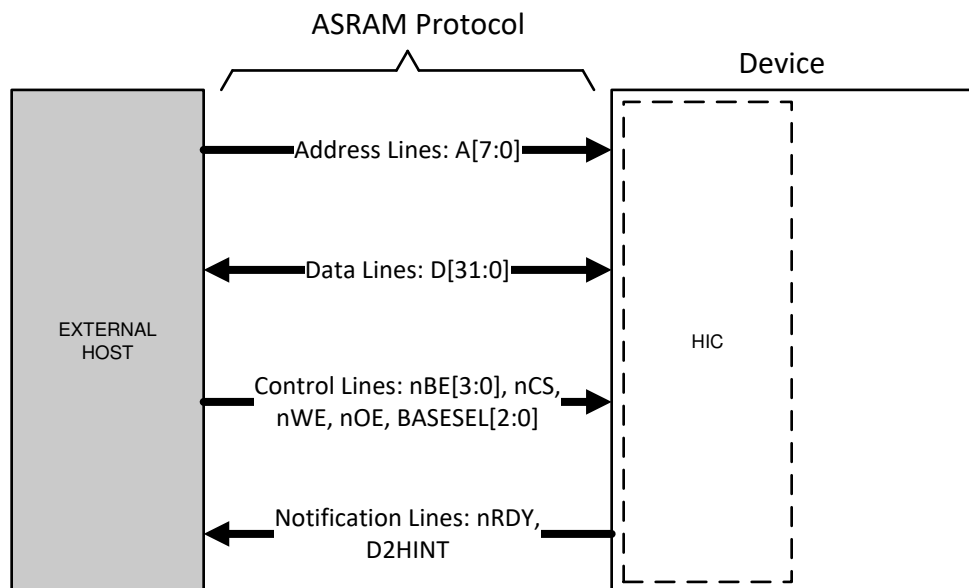 ASRAM Protocol
Device
Address Lines: A[7:0]
Data Lines: D[31:0]
EXTERNAL
HOST
HIC
Control Lines: nBE[3:0], nCS,
nWE, nOE, BASESEL[2:0]
Notification Lines: nRDY,
D2HINT